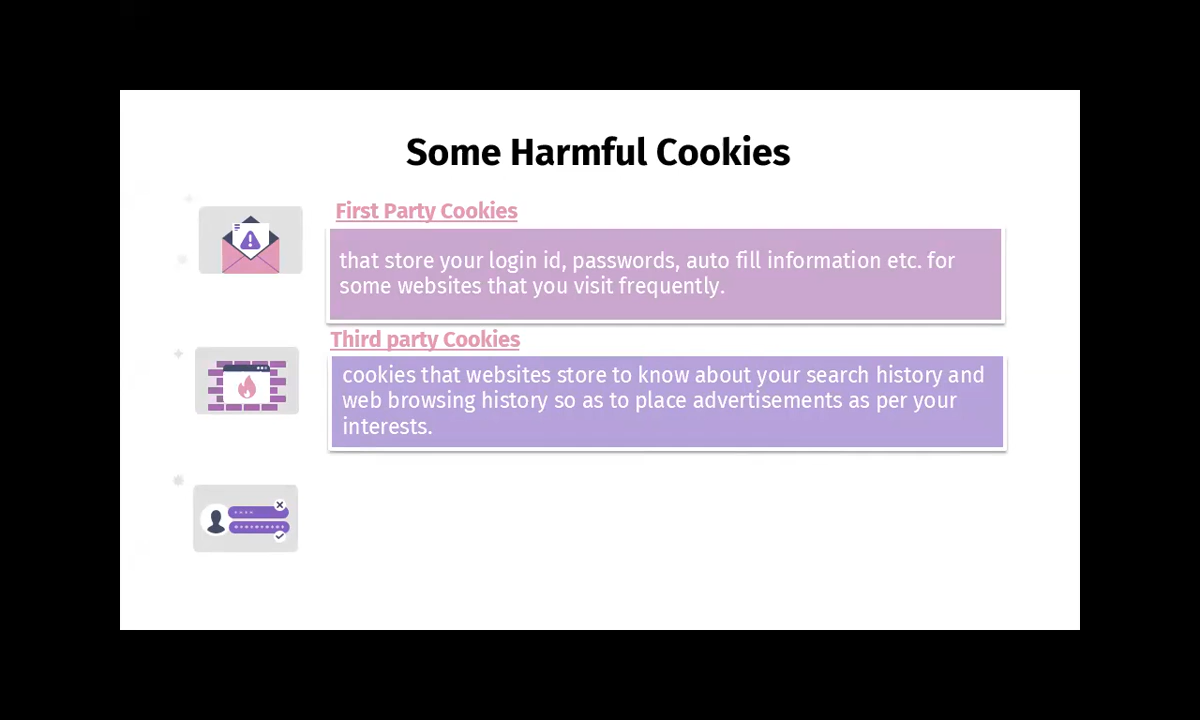 Some Harmful Cookies
First Party Cookies
that store your login id, passwords, auto fill information etc. for
some websites that you visit frequently.
Third party Cookies
cookies that websites store to know about your search history and
web browsing history so as to place advertisements as per your
interests.